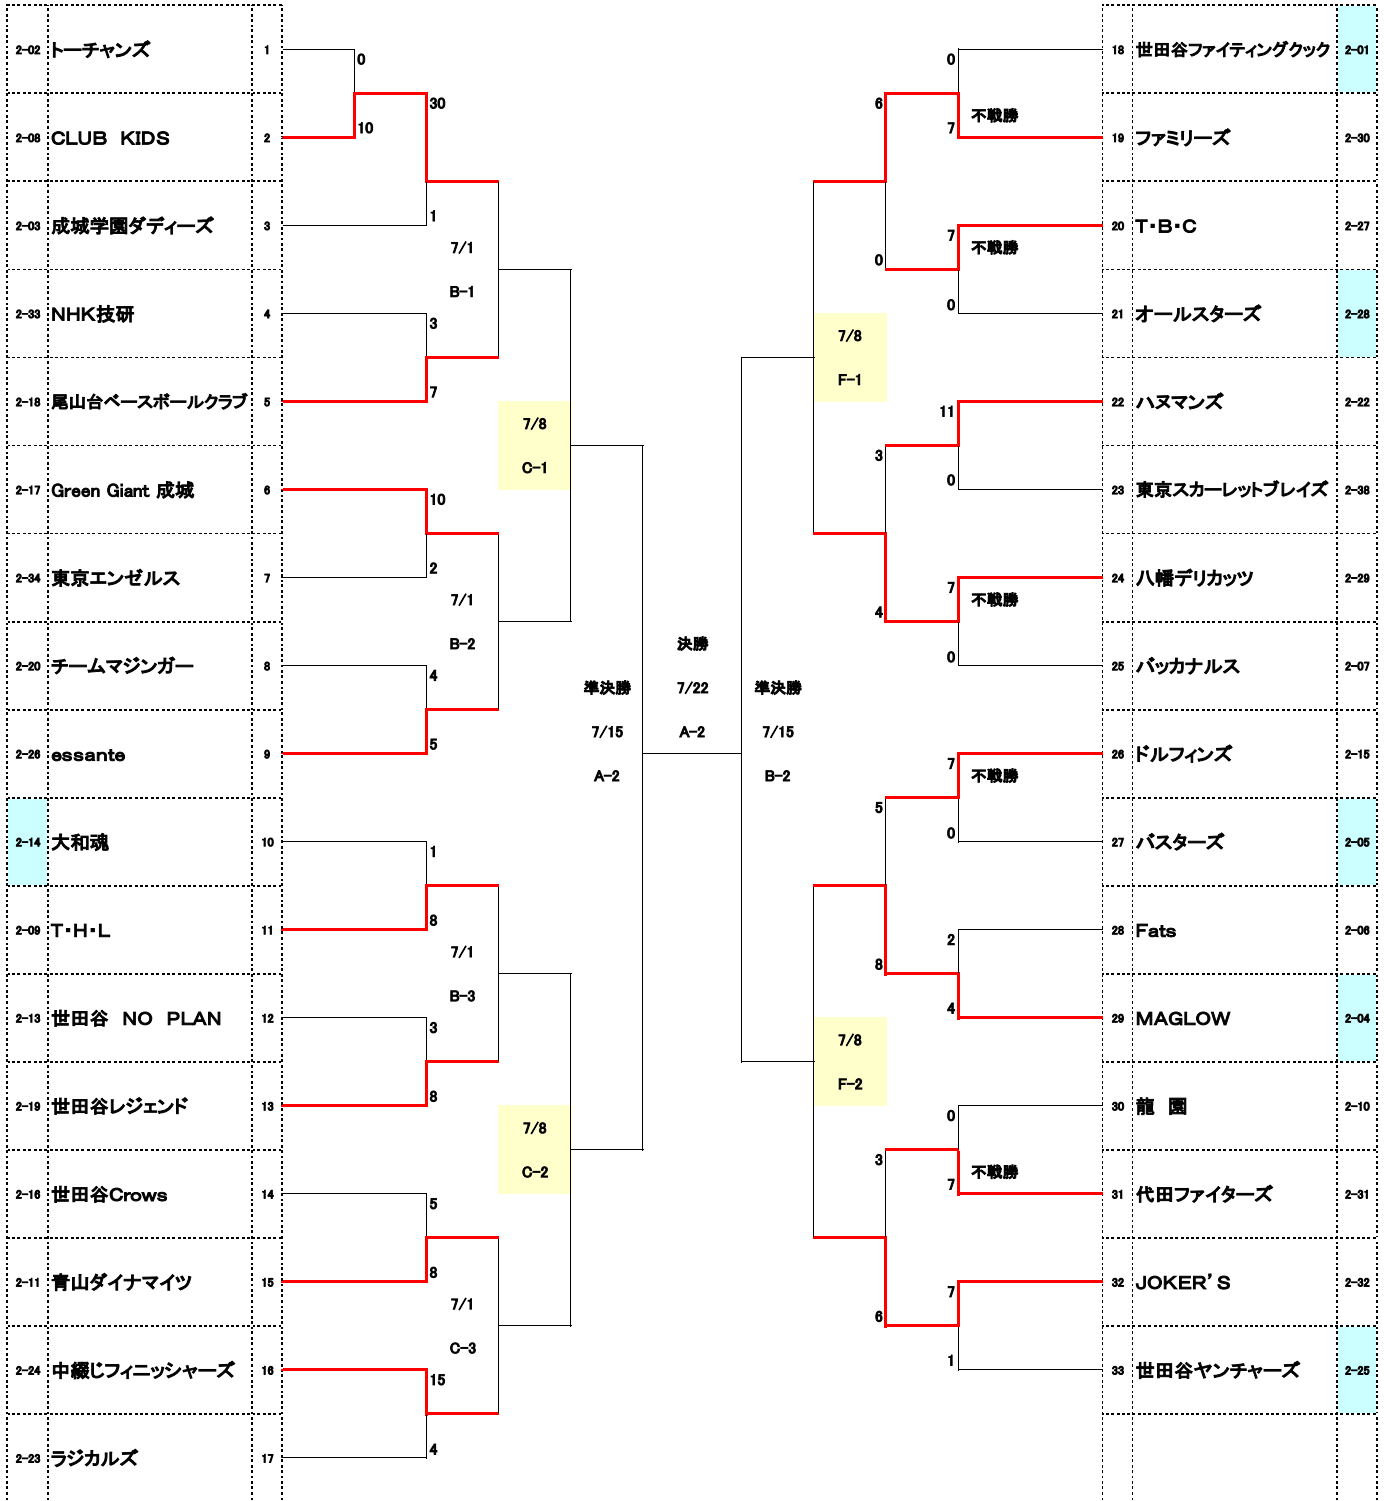 2-02 トーチャンズ 1
0
30
10
2-08 CLUB KIDS 2
2-03 成城学園ダディーズ 3
1
7/1
B-1
2-33 NHK技研 4
3
7
2-18 尾山台ベースボールクラブ 5
7/8
C-1
2-17 Green Giant 成城 6
10
2
2-34 東京エンゼルス 7
7/1
B-2
2-20 チームマジンガー 8
4
5
2-26 essante 9
準決勝
7/15
A-2
2-14 大和魂 10
1
8
2-09 T・H・L 11
7/1
B-3
2-13 世田谷 NO PLAN 12
3
8
2-19 世田谷レジェンド 13
7/8
C-2
2-16 世田谷Crows 14
5
8
2-11 青山ダイナマイツ 15
7/1
C-3
2-24 中綴じフィニッシャーズ 16
15
4
2-23 ラジカルズ 17
決勝
7/22
A-2
準決勝
7/15
B-2
0
18 世田谷ファイティングクック 2-01
6
不戦勝
7
19 ファミリーズ 2-30
7
20 T・B・C 2-27
不戦勝
0
0
21 オールスターズ 2-28
7/8
F-1
11
22 ハヌマンズ 2-22
3
0
23 東京スカーレットブレイズ 2-38
7
24 八幡デリカッツ 2-29
不戦勝
4
0
25 バッカナルス 2-07
7
26 ドルフィンズ 2-15
不戦勝
5
0
27 バスターズ 2-05
2
28 Fats 2-06
8
4
29 MAGLOW 2-04
7/8
F-2
0
30 龍 園 2-10
3
不戦勝
7
31 代田ファイターズ 2-31
7
32 JOKER'S 2-32
6
1
33 世田谷ヤンチャーズ 2-25